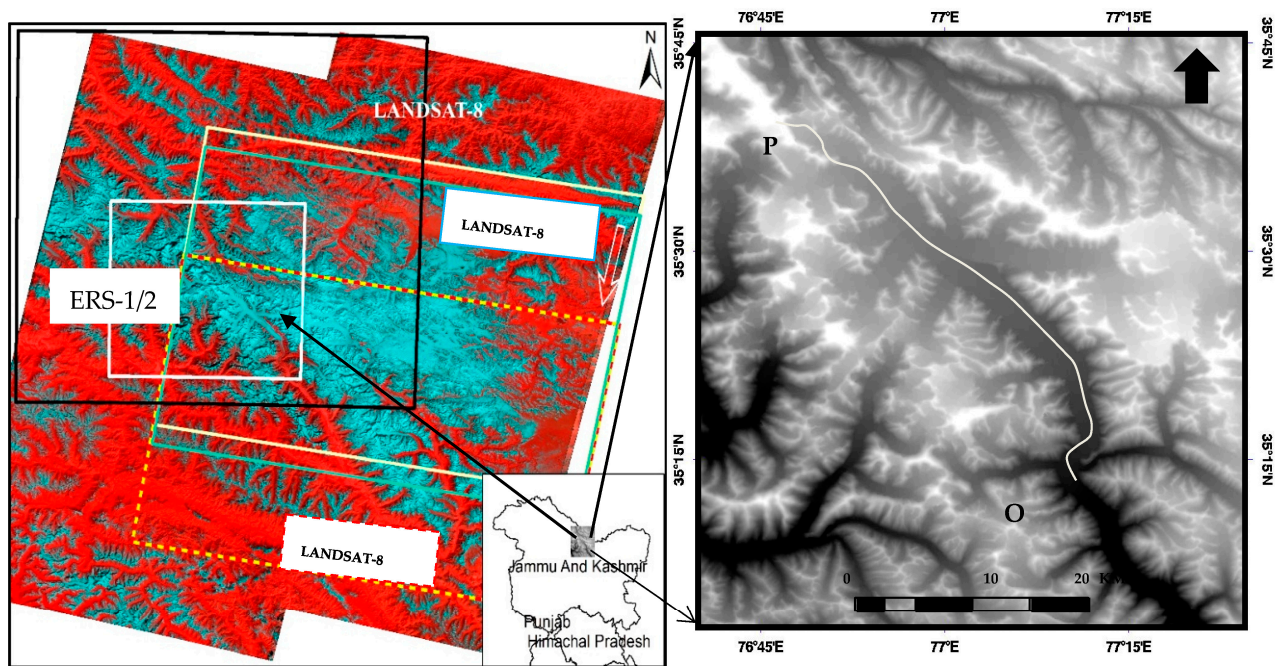 N
LANDSAT-8
LANDSAT-8
ERS-1/2
LANDSAT-8
Jammu And Kashmir
Punjab
Himachal Pradesh
76°45'E 77°E 77°15'E
35°45'N 35°45'N
P
35°30'N 35°30'N
35°15'N 35°15'N
O
0 10 20 KM
76°45'E 77°E 77°15'E